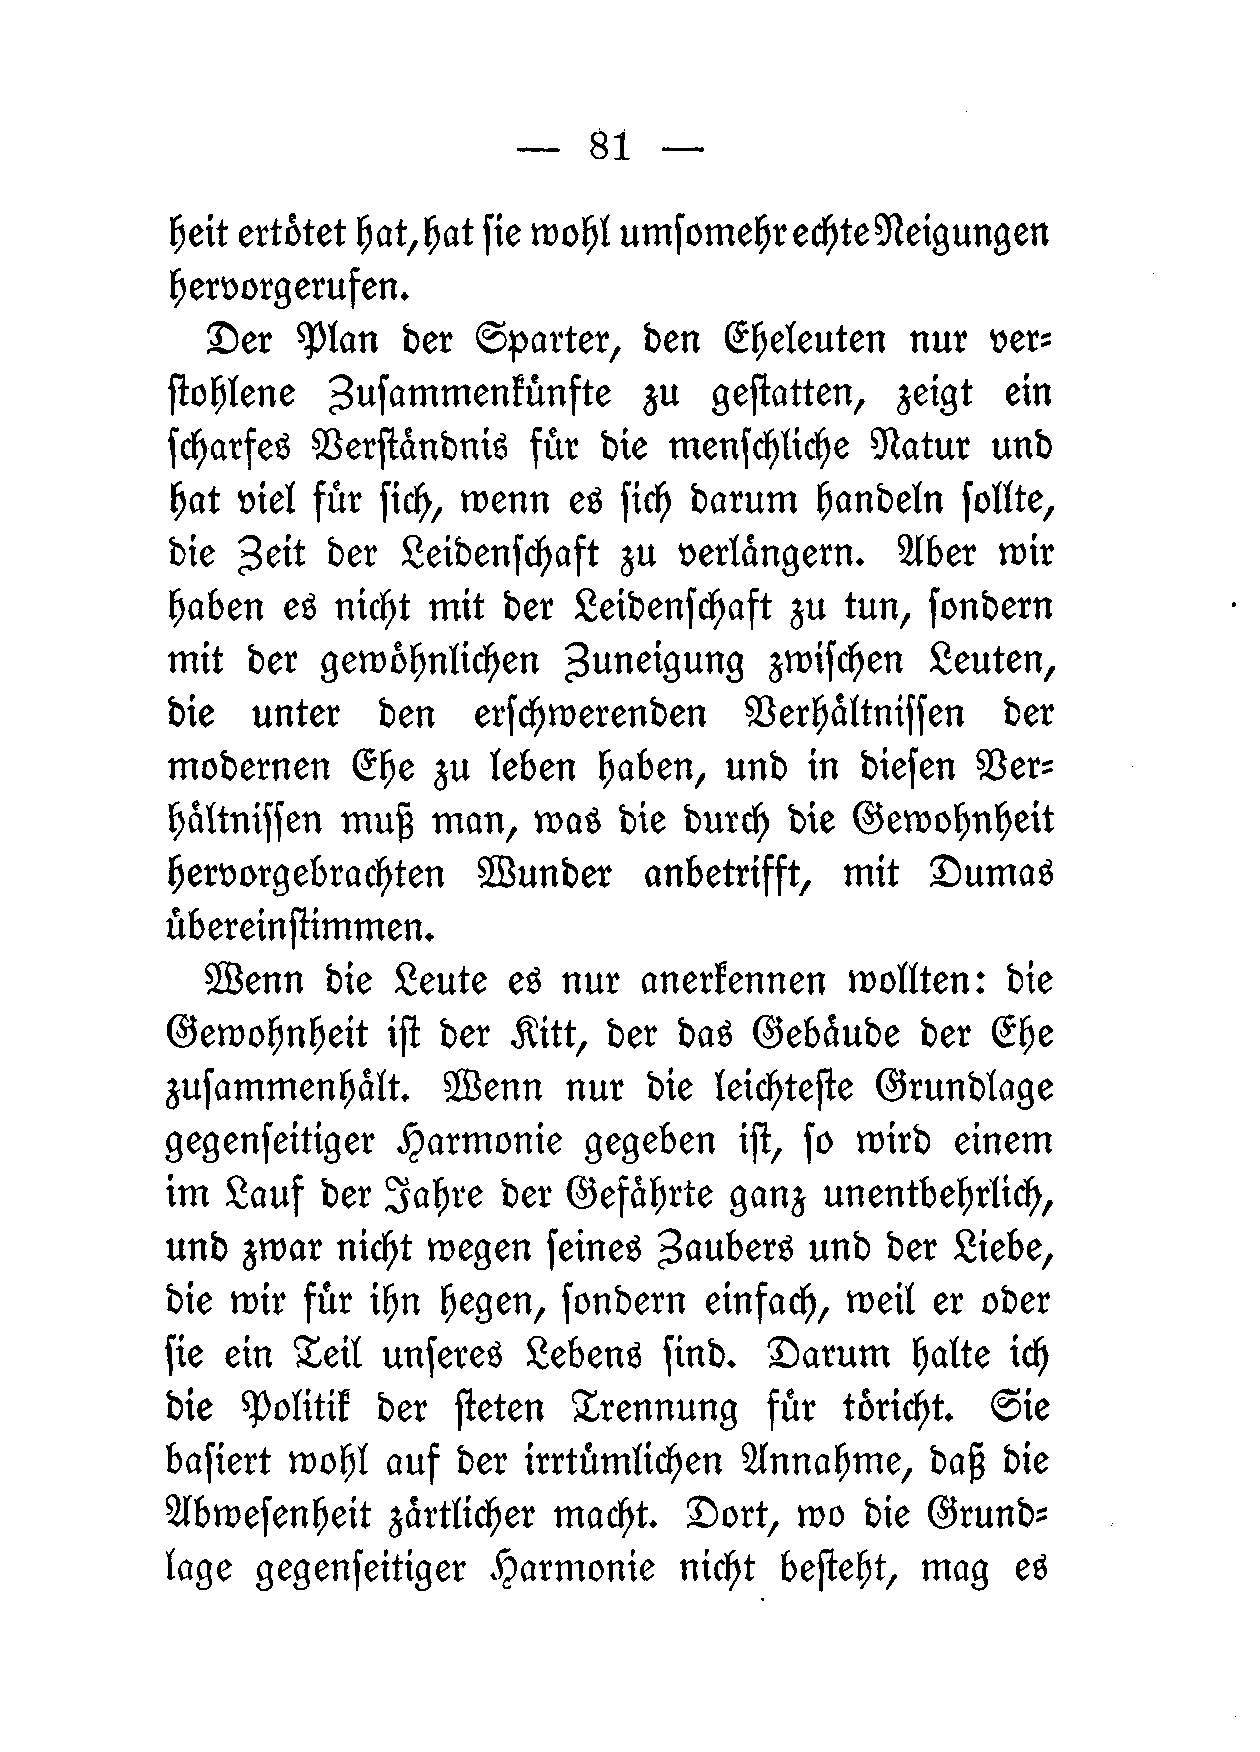 — 81 —
heit ertötet hat, hat sie wohl umsomehr echte Neigungen
hervorgerufen.
Der Plan der Sparter, den Eheleuten nur ver-
stohlene Zusammenkünfte zu gestatten, zeigt ein
scharfes Verständnis für die menschliche Natur und
hat viel für sich, wenn es sich darum handeln sollte,
die Zeit der Leidenschaft zu verlängern. Aber wir
haben es nicht mit der Leidenschaft zu tun, sondern
mit der gewöhnlichen Zuneigung zwischen Leuten,
die unter den erschwerenden Verhältnissen der
modernen Ehe zu leben haben, und in diesen Ver-
hältnissen muß man, was die durch die Gewohnheit
hervorgebrachten Wunder anbetrifft, mit Dumas
übereinstimmen.
Wenn die Leute es nur anerkennen wollten: die
Gewohnheit ist der Kitt, der das Gebäude der Ehe
zusammenhält. Wenn nur die leichteste Grundlage
gegenseitiger Harmonie gegeben ist, so wird einem
im Lauf der Jahre der Gefährte ganz unentbehrlich,
und zwar nicht wegen seines Zaubers und der Liebe,
die wir für ihn hegen, sondern einfach, weil er oder
sie ein Teil unseres Lebens sind. Darum halte ich
die Politik der steten Trennung für töricht. Sie
basiert wohl auf der irrtümlichen Annahme, daß die
Abwesenheit zärtlicher macht. Dort, wo die Grund-
lage gegenseitiger Harmonie nicht besteht, mag es